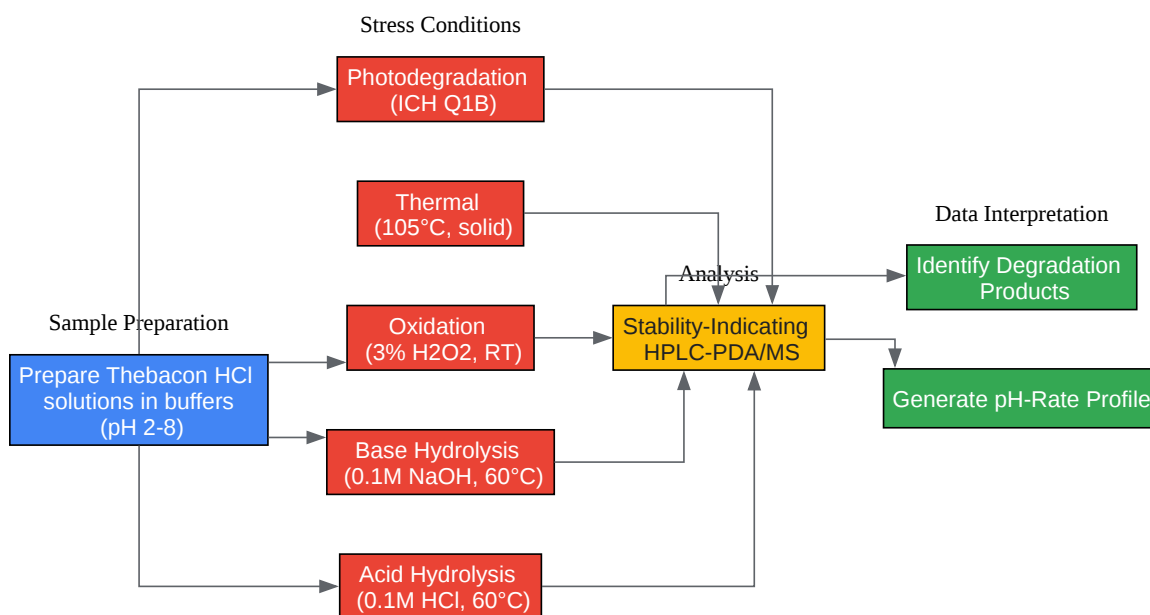 Stress Conditions
Photodegradation
(ICH Q1B)
Thermal
(105°C, solid)
Data Interpretation
Identify Degradation
Products
Analysis
Sample Preparation
Oxidation
(3% H2O2, RT)
Stability-Indicating
HPLC-PDA/MS
Prepare Thebacon HCl
solutions in buffers
(pH 2-8)
Generate pH-Rate Profile
Base Hydrolysis
(0.1M NaOH, 60°C)
Acid Hydrolysis
(0.1M HCl, 60°C)